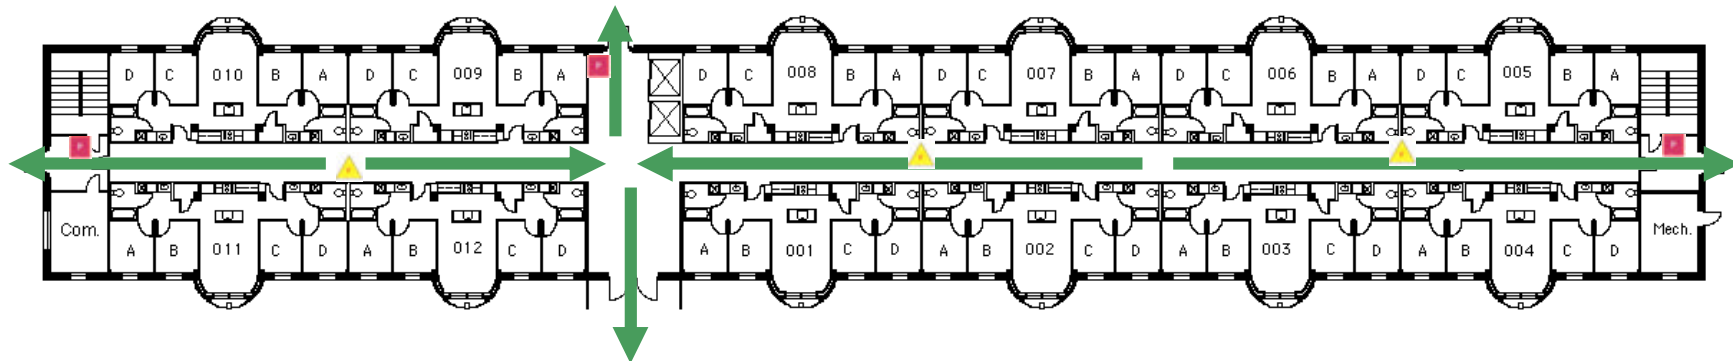 D C 010 B A D C 009 B A D C 008 B A D C 007 B A D C 006 B A D C 005 B A
P
P
P
Com. A B 011 C D A B 012 C D A B 001 C D A B 002 C D A B 003 C D A B 004 C D Mech.